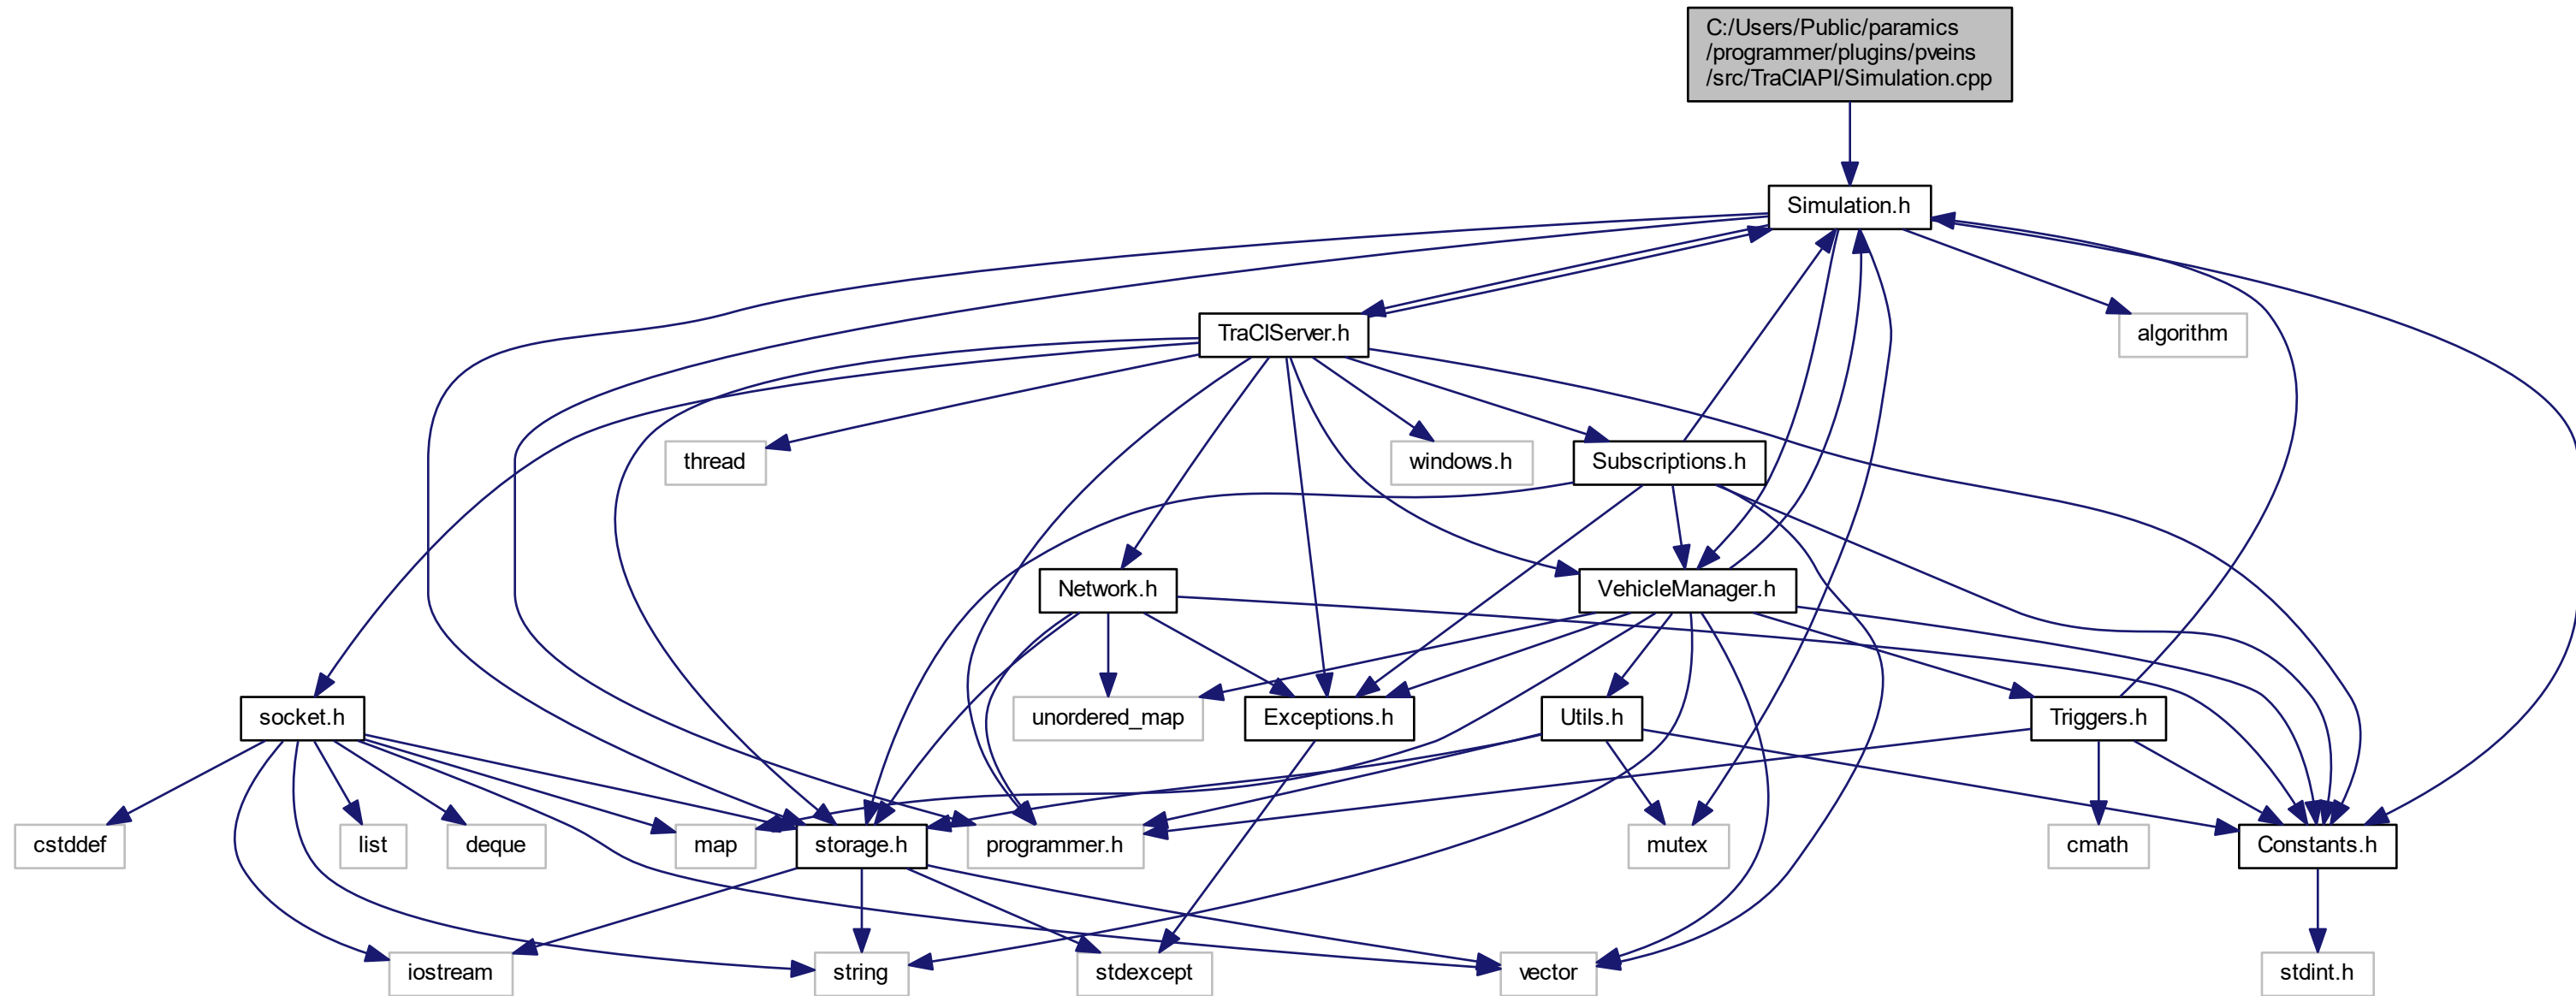 C:/Users/Public/paramics
/programmer/plugins/pveins
/src/TraCIAPI/Simulation.cpp
Simulation.h
TraCIServer.h
algorithm
thread
windows.h
Subscriptions.h
Network.h
VehicleManager.h
socket.h
unordered_map
Exceptions.h
Utils.h
Triggers.h
cstddef
list
deque
map
storage.h
programmer.h
mutex
cmath
Constants.h
iostream
string
stdexcept
vector
stdint.h